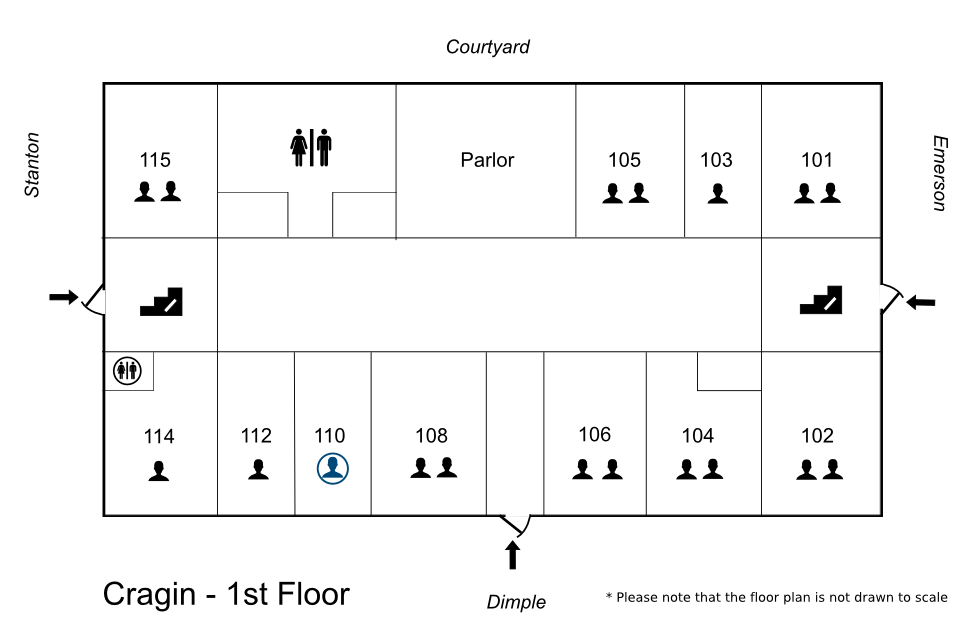 Courtyard
Stanton
Emerson
115
Parlor
105
103
101
114
112
110
108
106
104
102
Cragin - 1st Floor
Dimple
* Please note that the floor plan is not drawn to scale